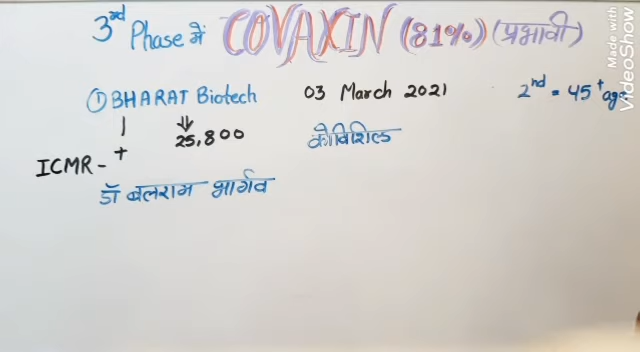 3rd Phase में COVAXIN (81%) (प्रभावी)
① BHARAT Biotech 03 March 2021 2nd = 45+ age
25,800 कोविशिल्ड
ICMR - +
डॉ बलराम भार्गव
Made with
VideoShow